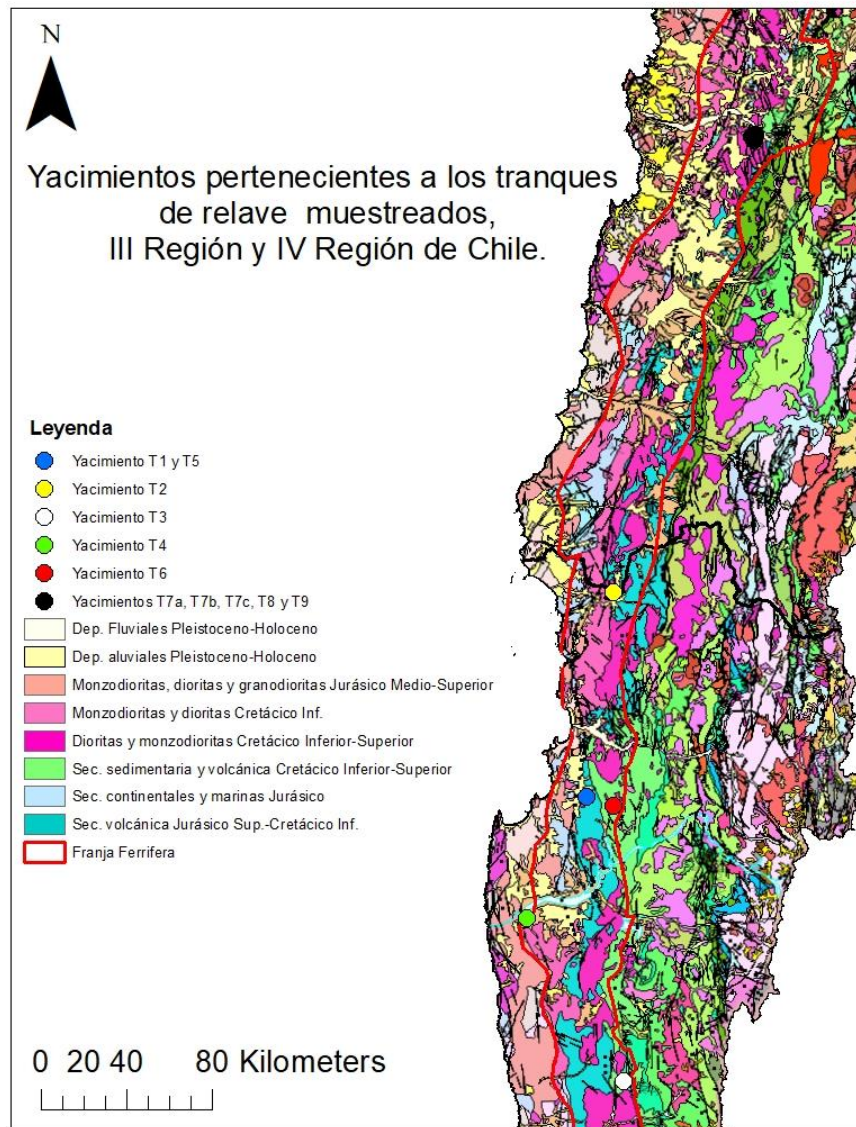 N
Yacimientos pertenecientes a los tranques
de relave muestreados,
III Región y IV Región de Chile.
Leyenda
Yacimiento T1 y T5
Yacimiento T2
Yacimiento T3
Yacimiento T4
Yacimiento T6
Yacimientos T7a, T7b, T7c, T8 y T9
Dep. Fluviales Pleistoceno-Holoceno
Dep. aluviales Pleistoceno-Holoceno
Monzodioritas, dioritas y granodioritas Jurásico Medio-Superior
Monzodioritas y dioritas Cretácico Inf.
Dioritas y monzodioritas Cretácico Inferior-Superior
Sec. sedimentaria y volcánica Cretácico Inferior-Superior
Sec. continentales y marinas Jurásico
Sec. volcánica Jurásico Sup.-Cretácico Inf.
Franja Ferrifera
0 20 40 80 Kilometers